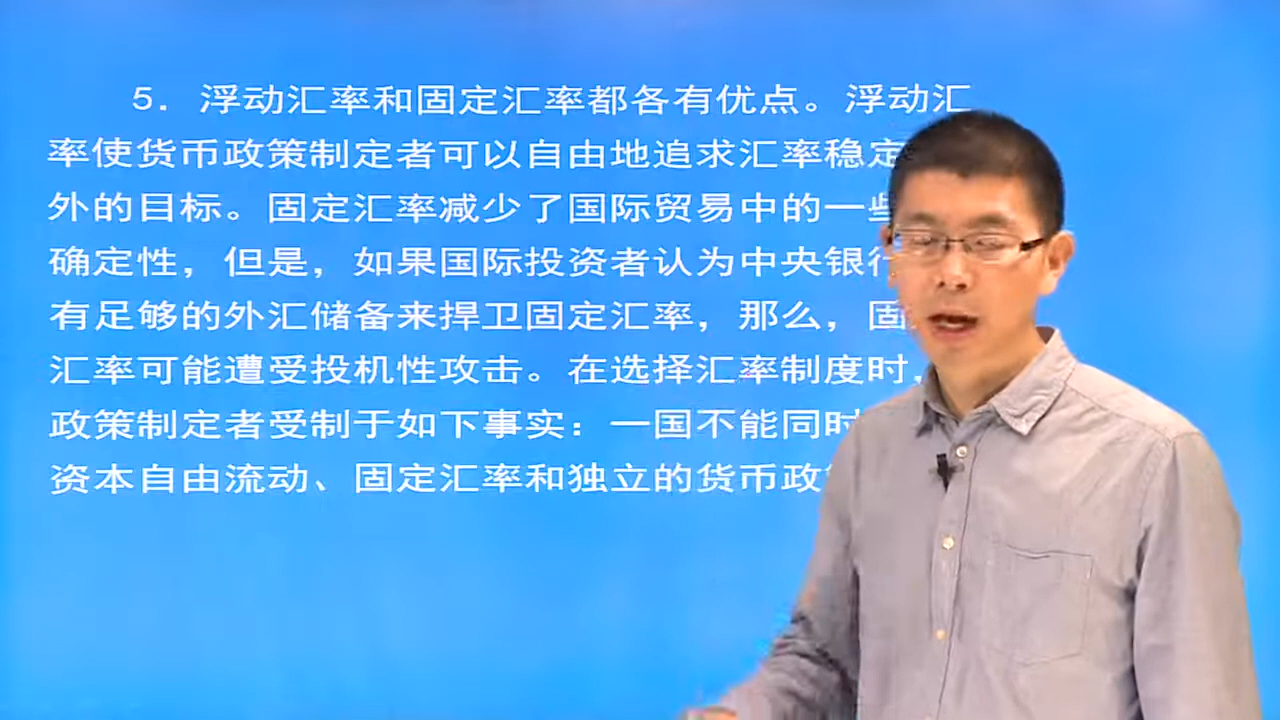 5. 浮动汇率和固定汇率都各有优点。浮动汇
率使货币政策制定者可以自由地追求汇率稳定
外的目标。固定汇率减少了国际贸易中的一些
确定性，但是，如果国际投资者认为中央银行
有足够的外汇储备来捍卫固定汇率，那么，固
汇率可能遭受投机性攻击。在选择汇率制度时，
政策制定者受制于如下事实：一国不能同时
资本自由流动、固定汇率和独立的货币政